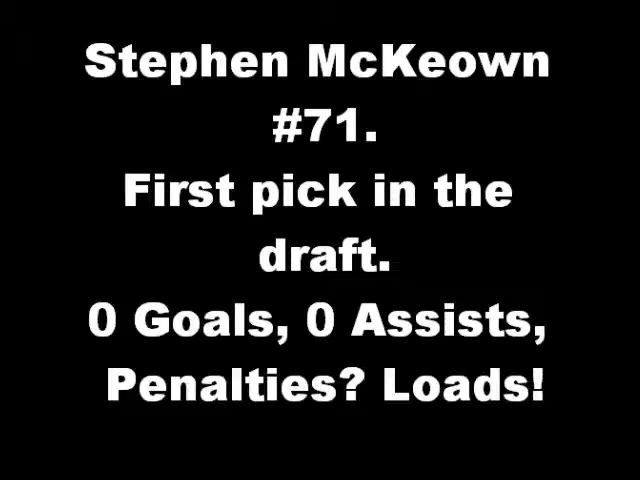 Stephen McKeown
#71.
First pick in the
draft.
0 Goals, 0 Assists,
Penalties? Loads!